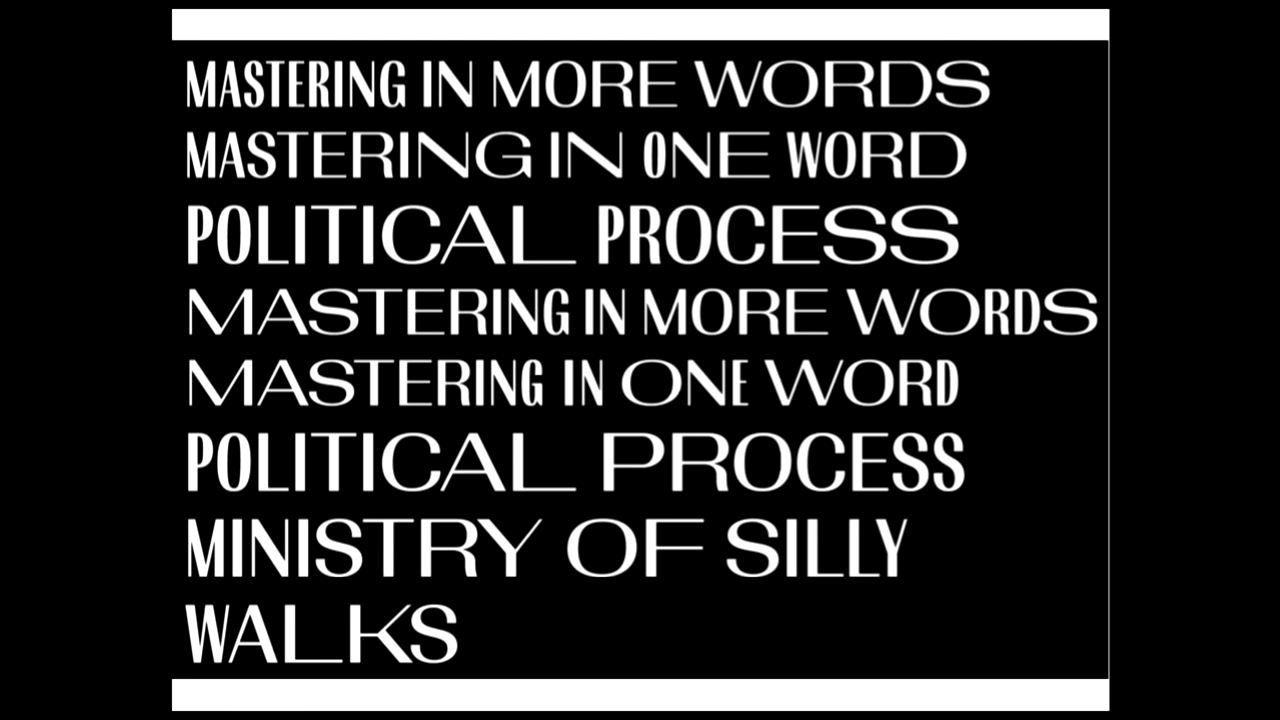 MASTERING IN MORE WORDS
MASTERING IN ONE WORD
POLITICAL PROCESS
MASTERING IN MORE WORDS
MASTERING IN ONE WORD
POLITICAL PROCESS
MINISTRY OF SILLY
WALKS